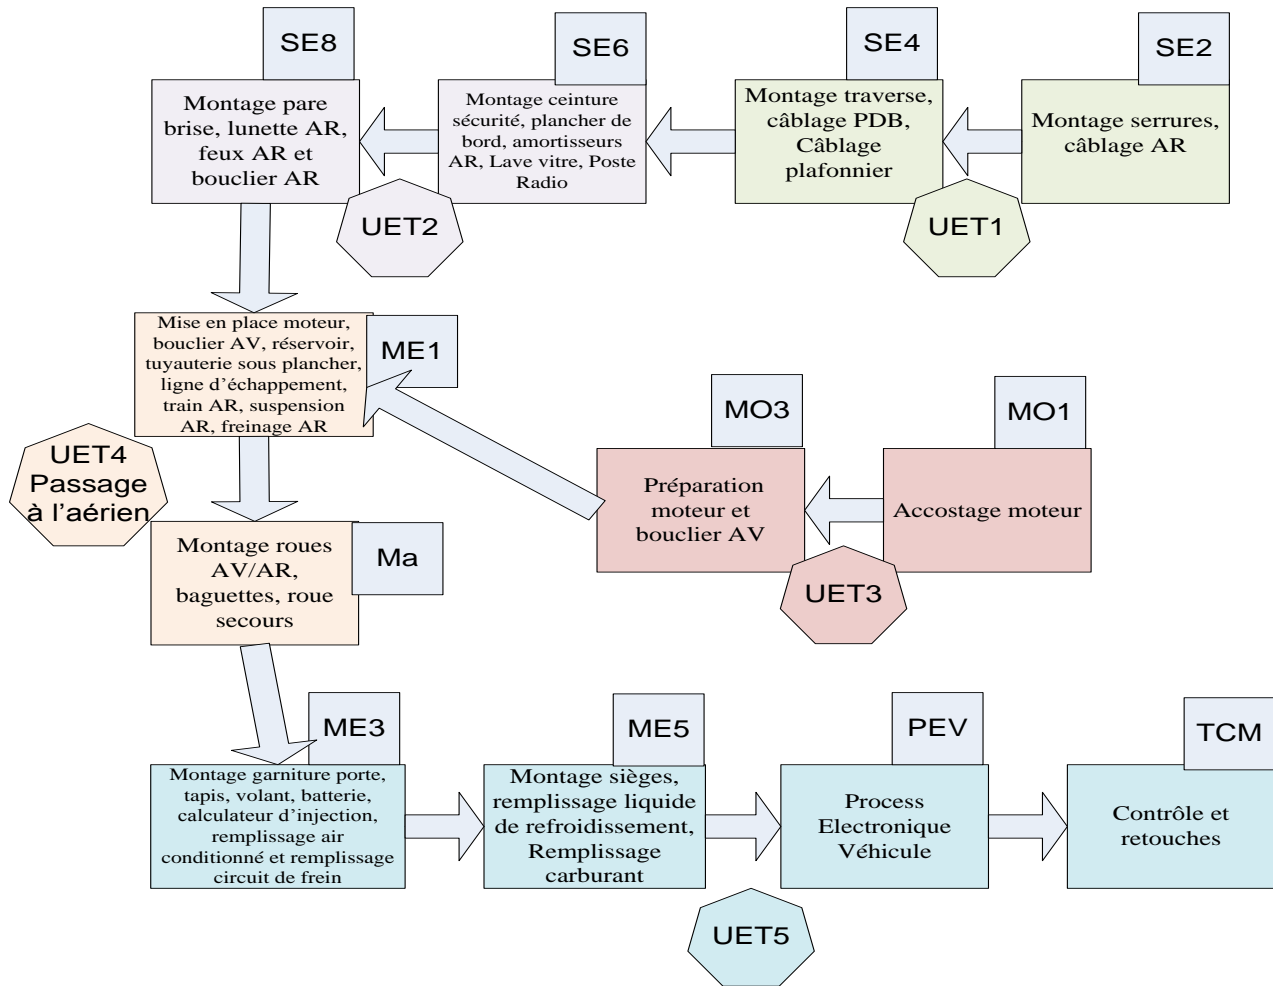 SE8
Montage pare
brise, lunette AR,
feux AR et
bouclier AR
SE6
Montage ceinture
sécurité, plancher de
bord, amortisseurs
AR, Lave vitre, Poste
Radio
SE4
Montage traverse,
câblage PDB,
Câblage
plafonnier
SE2
Montage serrures,
câblage AR
UET2
UET1
Mise en place moteur,
bouclier AV, réservoir,
tuyauterie sous plancher,
ligne d'échappement,
train AR, suspension
AR, freinage AR
ME1
MO3
MO1
UET4
Passage
à l'aérien
Préparation
moteur et
bouclier AV
Accostage moteur
Montage roues
AV/AR,
baguettes, roue
secours
Ma
UET3
ME3
Montage garniture porte,
tapis, volant, batterie,
calculateur d'injection,
remplissage air
conditionné et remplissage
circuit de frein
ME5
Montage sièges,
remplissage liquide
de refroidissement,
Remplissage
carburant
PEV
Process
Electronique
Véhicule
TCM
Contrôle et
retouches
UET5